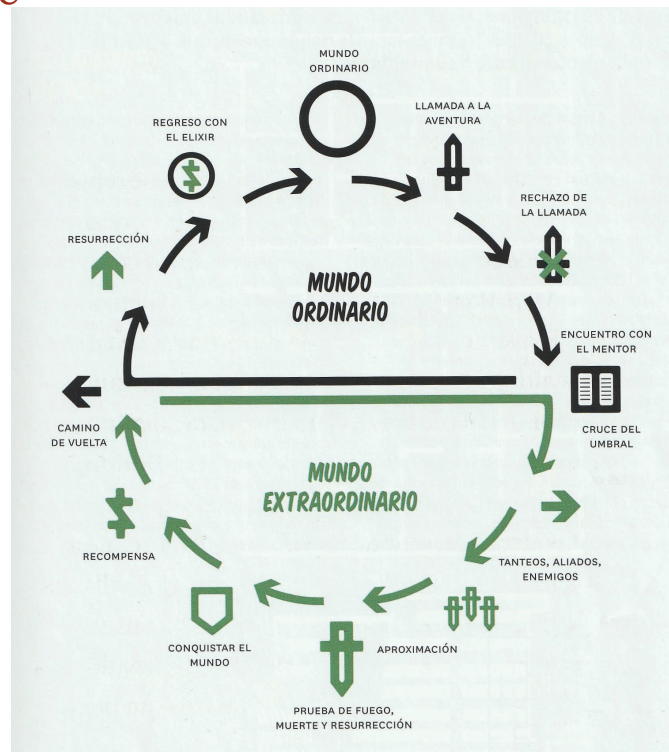 MUNDO
ORDINARIO
LLAMADA A LA
AVENTURA
RECHAZO DE
LA LLAMADA
ENCUENTRO CON
EL MENTOR
CRUCE DEL
UMBRAL
TANTEOS, ALIADOS,
ENEMIGOS
APROXIMACIÓN
PRUEBA DE FUEGO,
MUERTE Y RESURRECCIÓN
CONQUISTAR EL
MUNDO
RECOMPENSA
CAMINO
DE VUELTA
RESURRECCIÓN
REGRESO CON
EL ELIXIR
MUNDO
ORDINARIO
MUNDO
EXTRAORDINARIO